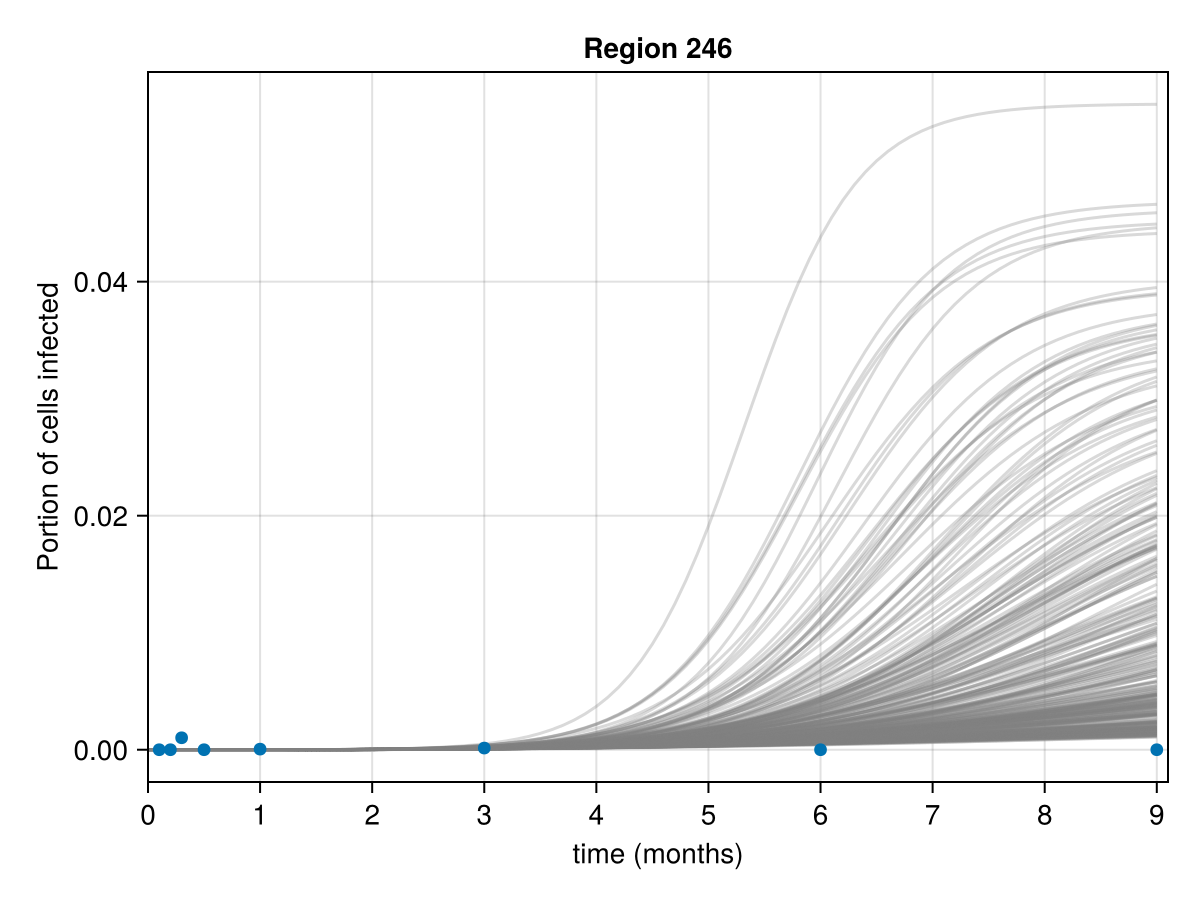 Region 246
Portion of cells infected
0.04
0.02
0.00
0 1 2 3 4 5 6 7 8 9
time (months)